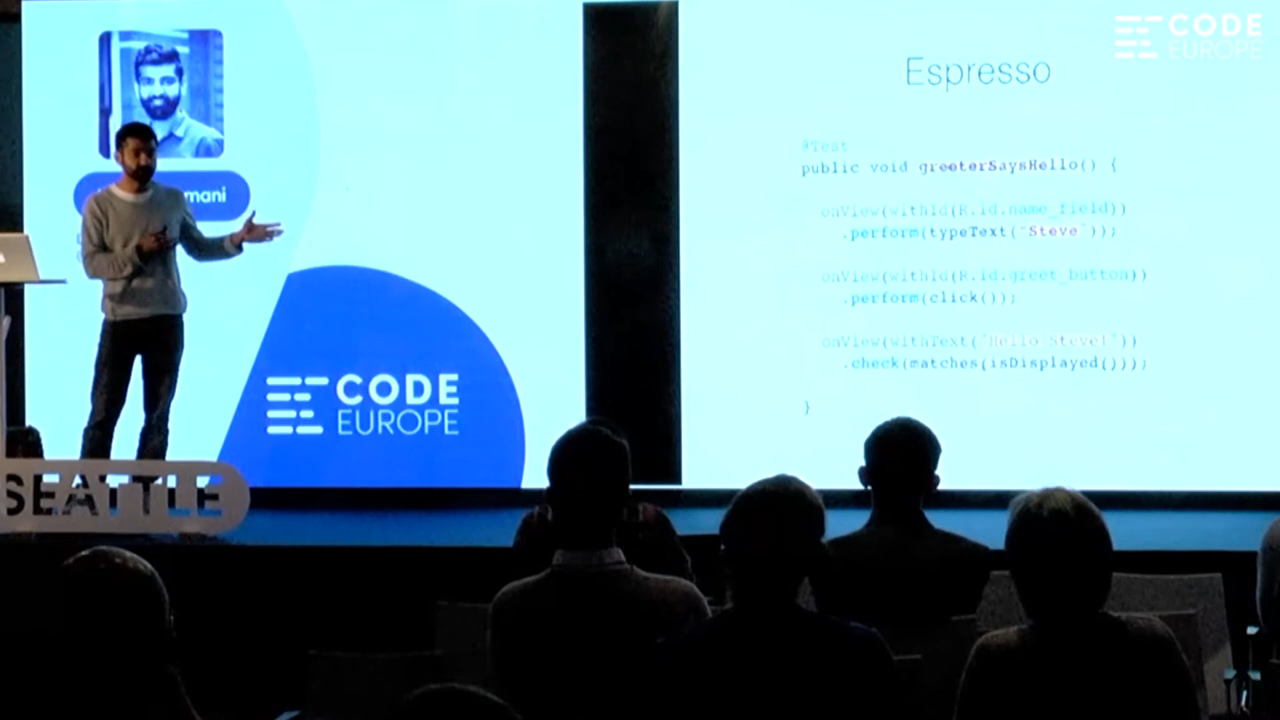 mani
CODE
EUROPE
SEATTLE
CODE
EUROPE
Espresso
@Test
public void greeterSaysHello() {
onView(withId(R.id.name_field))
.perform(typeText("Steve"));
onView(withId(R.id.greet_button))
.perform(click());
onView(withText("Hello Steve!"))
.check(matches(isDisplayed()));
}